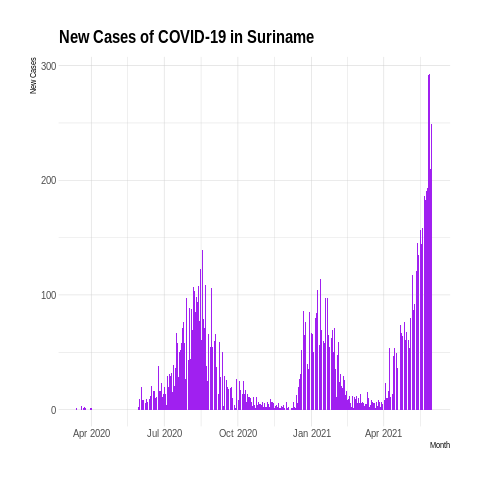 New Cases of COVID-19 in Suriname
New Cases
300
200
100
0
Apr 2020
Jul 2020
Oct 2020
Jan 2021
Apr 2021
Month